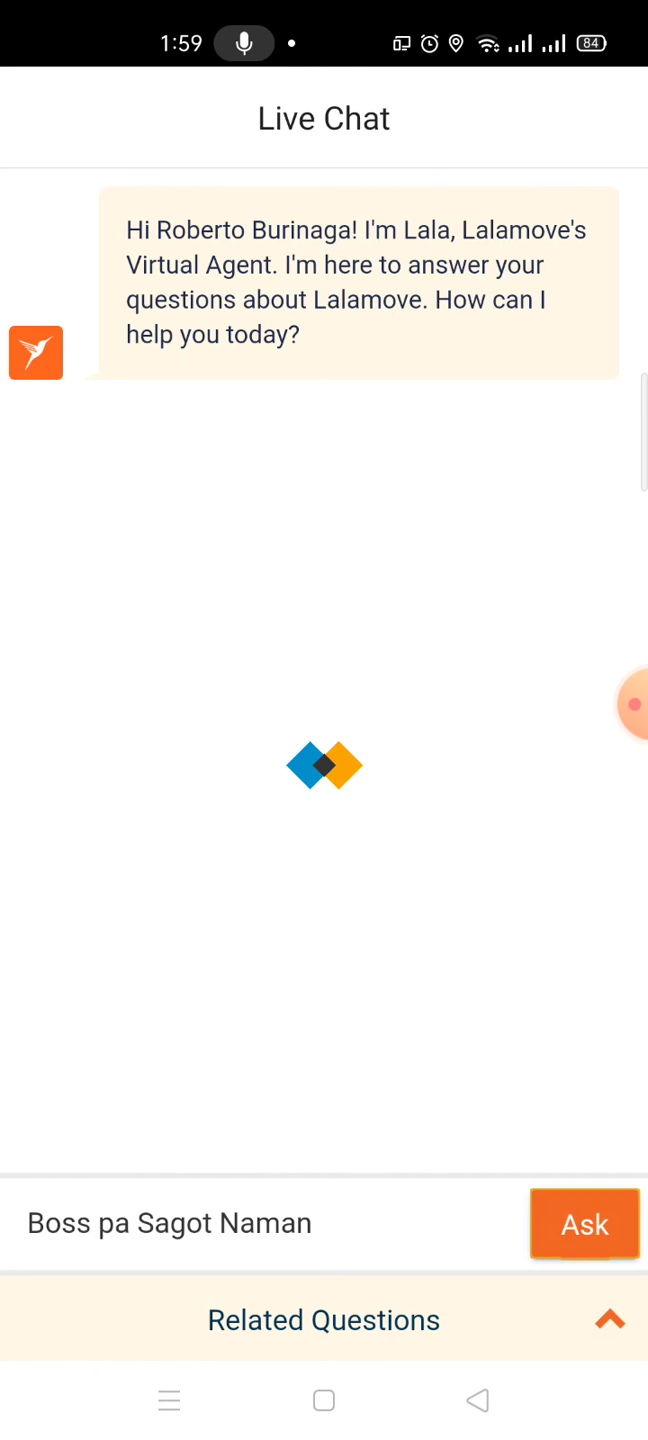 1:59
84
Live Chat
Hi Roberto Burinaga! I'm Lala, Lalamove's
Virtual Agent. I'm here to answer your
questions about Lalamove. How can I
help you today?
Boss pa Sagot Naman
Ask
Related Questions